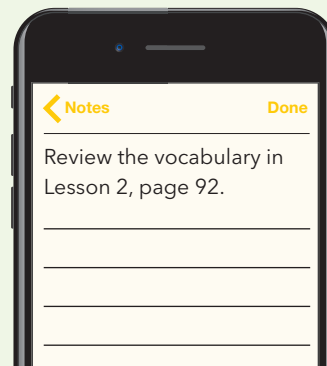 Notes Done
Review the vocabulary in
Lesson 2, page 92.